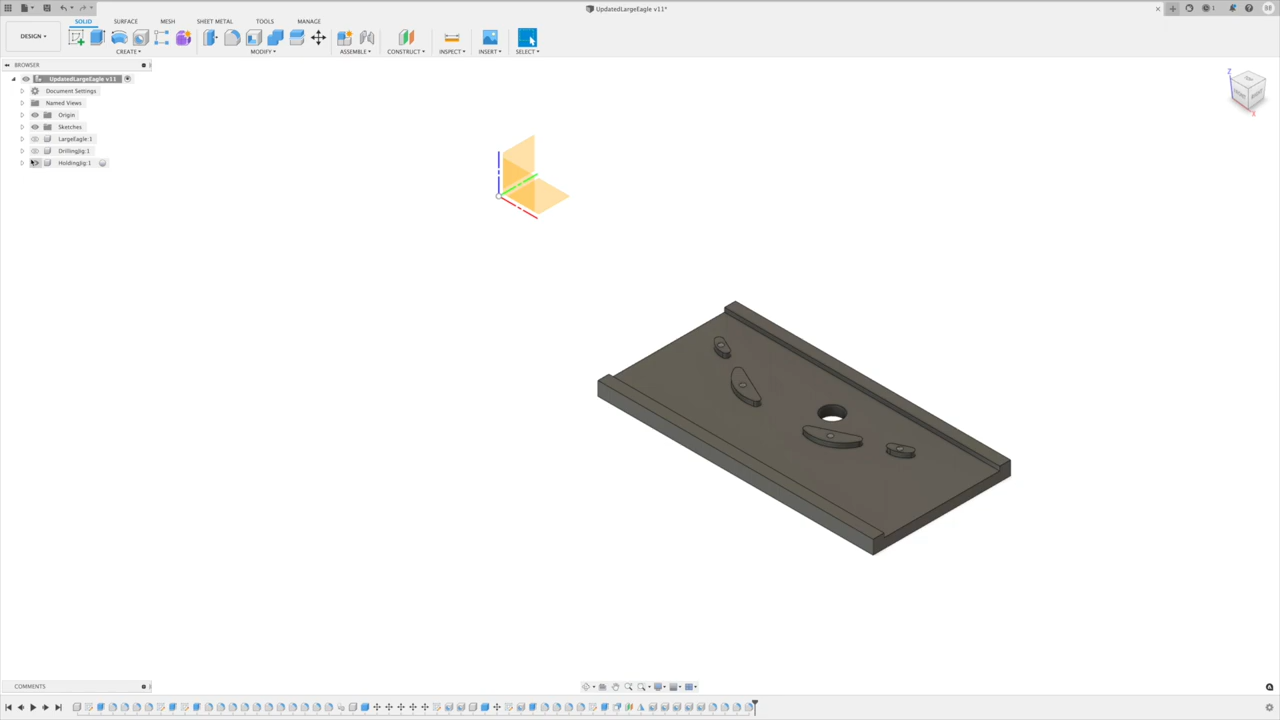 UpdatedLargeEagle v11*
DESIGN
SOLID
SURFACE
MESH
SHEET METAL
TOOLS
MANAGE
CREATE
MODIFY
ASSEMBLE
CONSTRUCT
INSPECT
INSERT
SELECT
BROWSER
UpdatedLargeEagle v11
Document Settings
Named Views
Origin
Sketches
LargeEagle:1
DrillingJig:1
HoldingJig:1
Z
X
COMMENTS